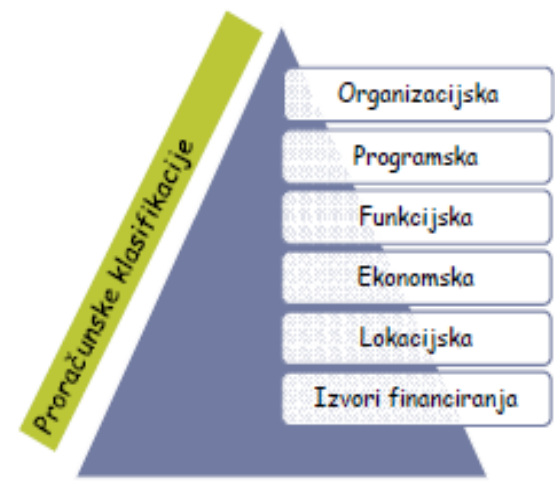 Proračunske klasifikacije
Organizacijska
Programska
Funkcijska
Ekonomska
Lokacijska
Izvori financiranja